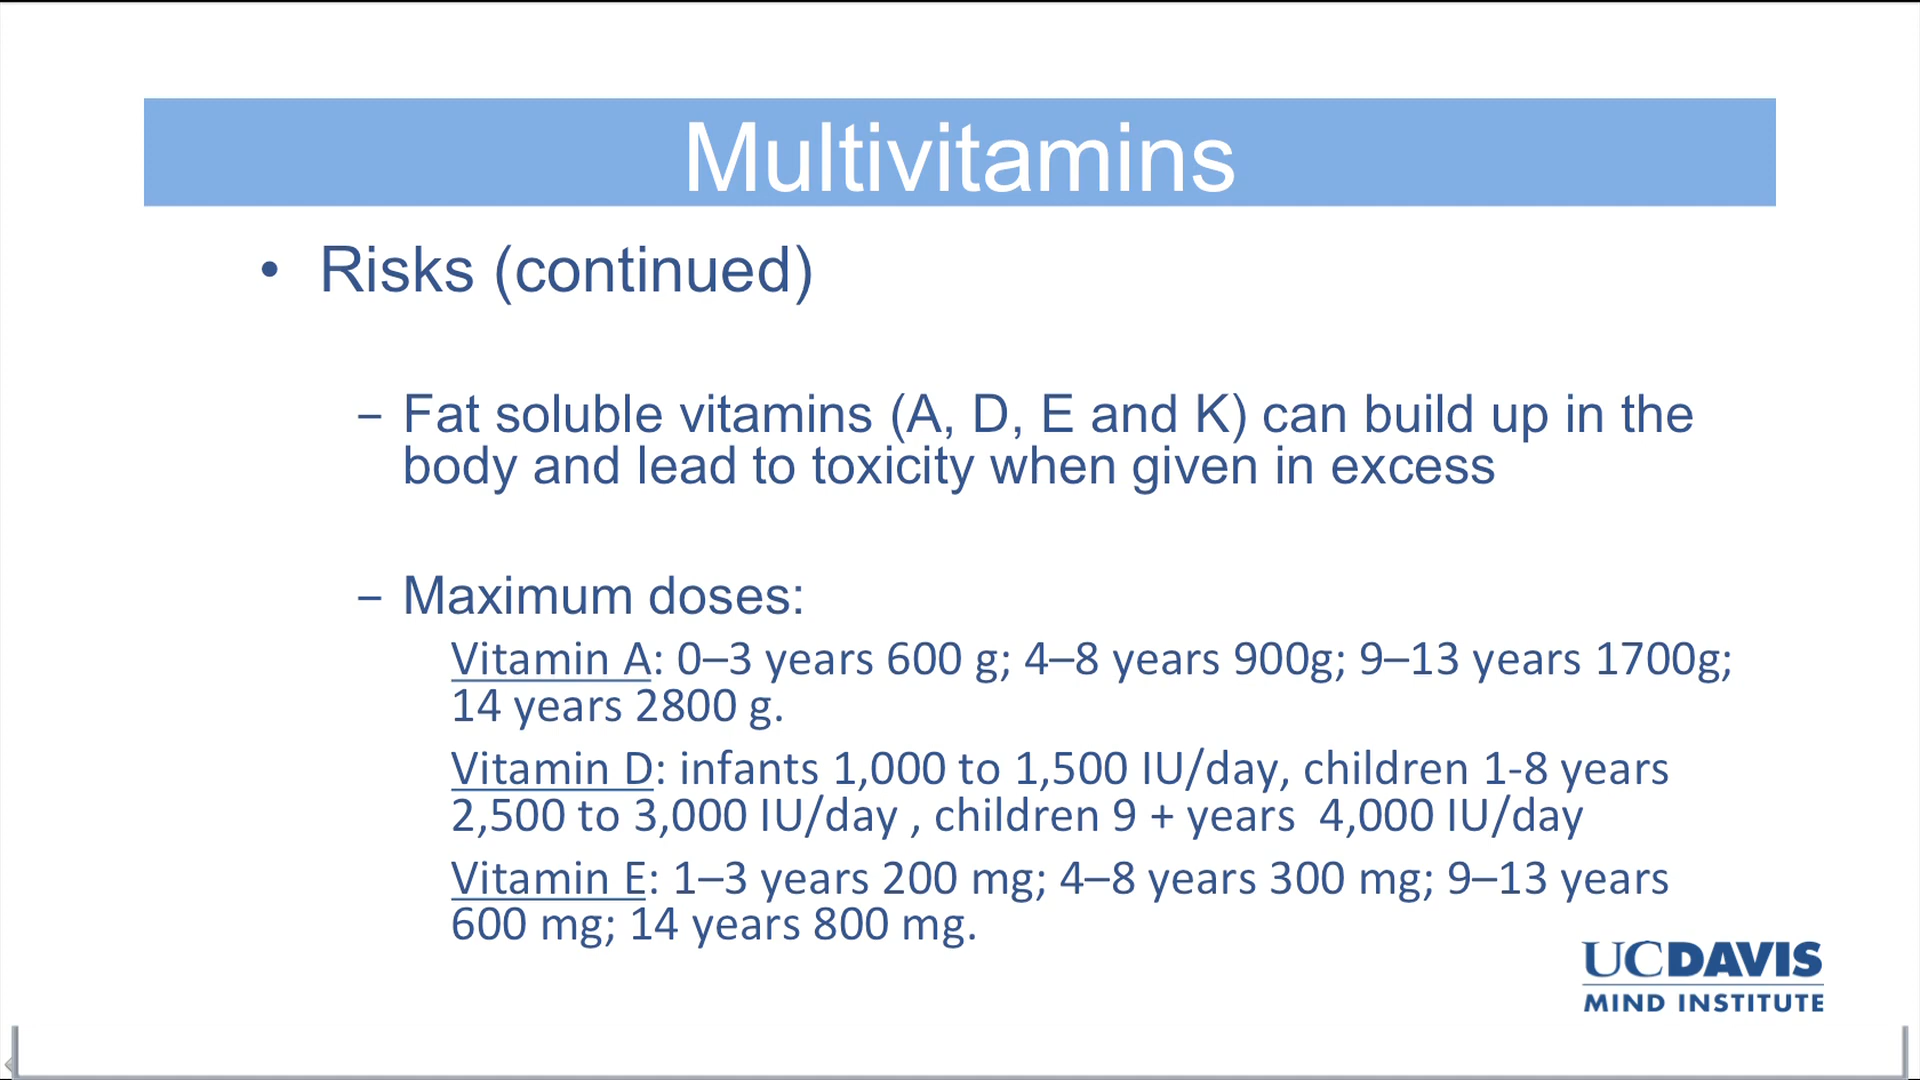 Multivitamins
• Risks (continued)
– Fat soluble vitamins (A, D, E and K) can build up in the
body and lead to toxicity when given in excess
– Maximum doses:
Vitamin A: 0–3 years 600 g; 4–8 years 900g; 9–13 years 1700g;
14 years 2800 g.
Vitamin D: infants 1,000 to 1,500 IU/day, children 1-8 years
2,500 to 3,000 IU/day , children 9 + years  4,000 IU/day
Vitamin E: 1–3 years 200 mg; 4–8 years 300 mg; 9–13 years
600 mg; 14 years 800 mg.
UCDAVIS
MIND INSTITUTE